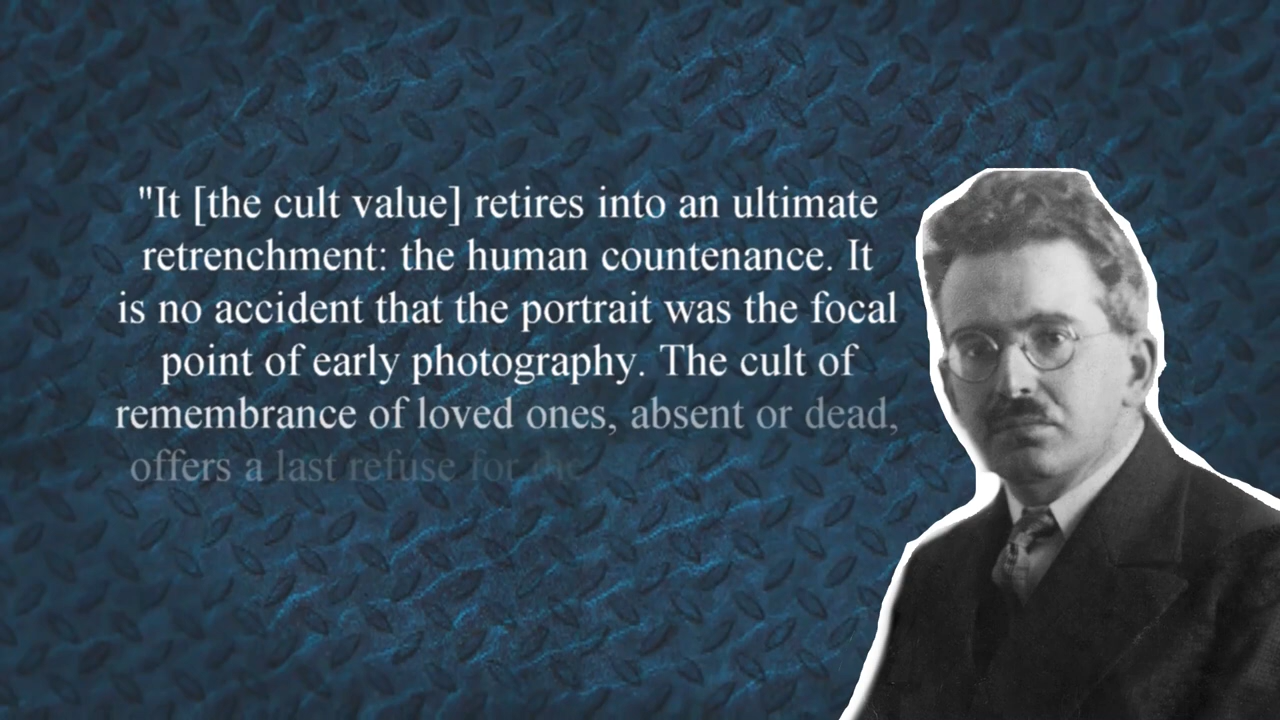 "It [the cult value] retires into an ultimate
retrenchment: the human countenance. It
is no accident that the portrait was the focal
point of early photography. The cult of
remembrance of loved ones, absent or dead,
offers a last refuse for the